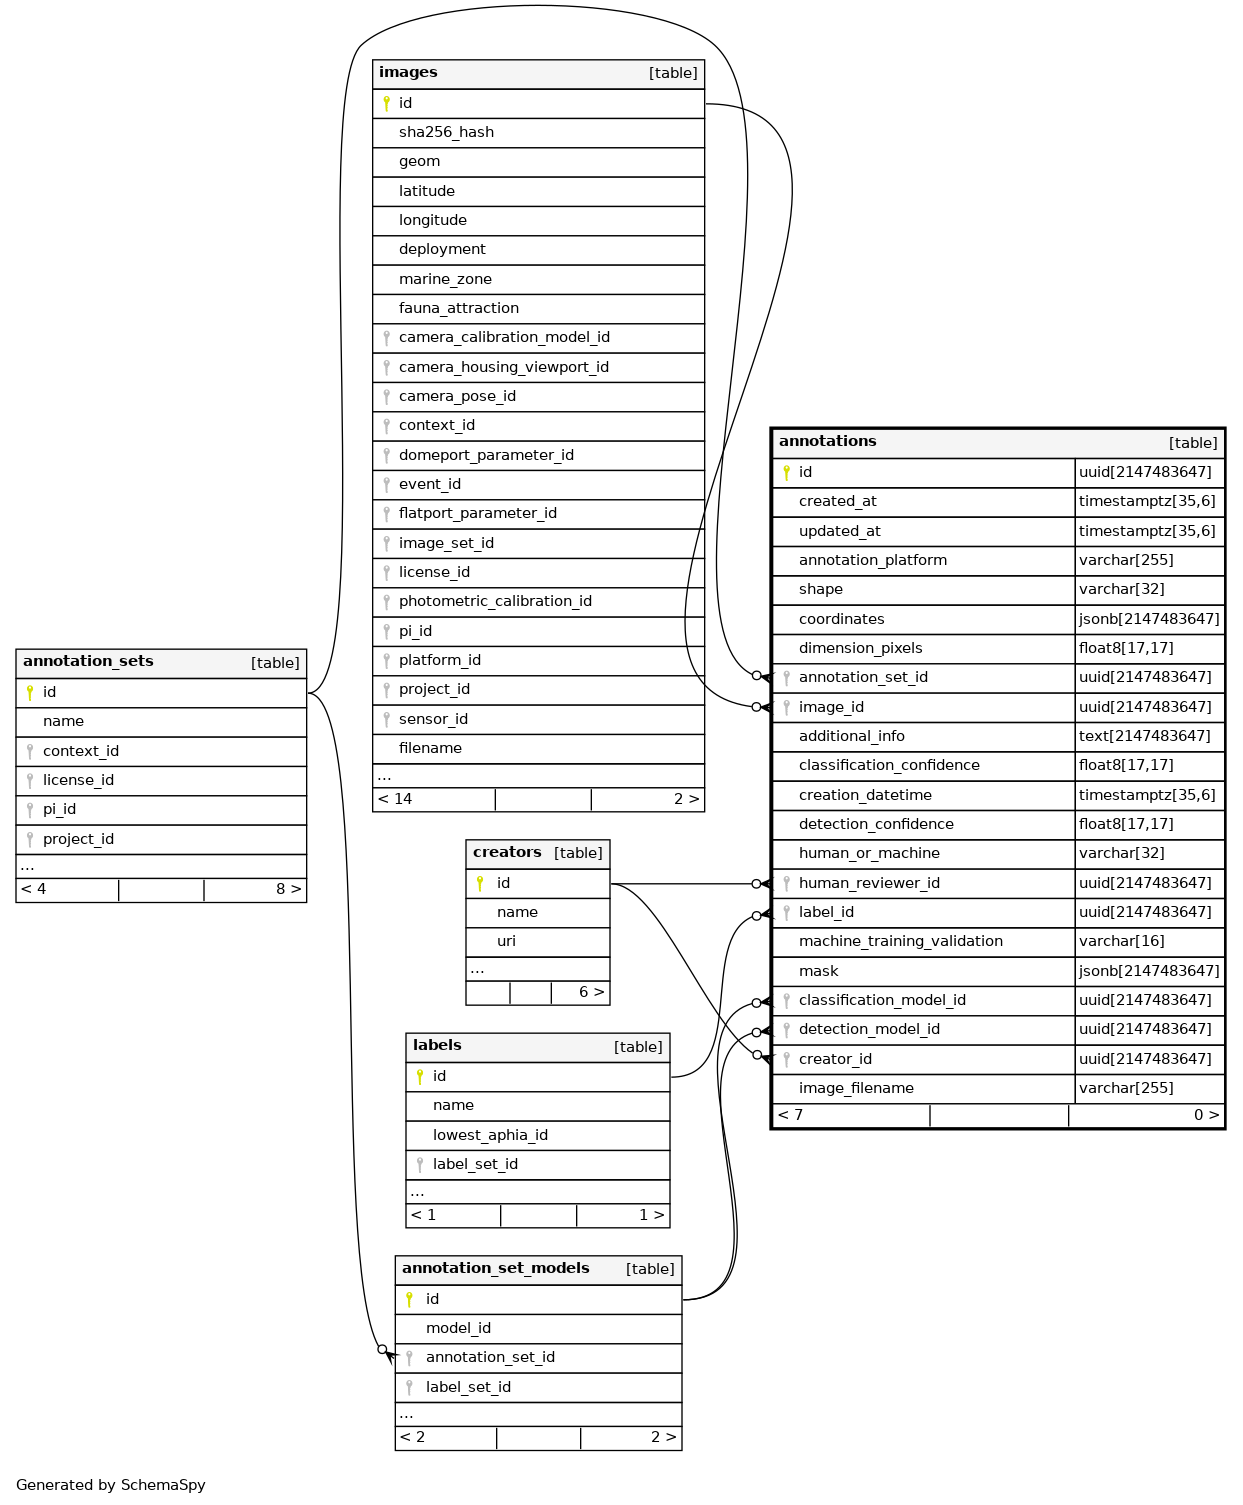 images [table]
id
sha256_hash
geom
latitude
longitude
deployment
marine_zone
fauna_attraction
camera_calibration_model_id
camera_housing_viewport_id
camera_pose_id
context_id
domeport_parameter_id
event_id
flatport_parameter_id
image_set_id
license_id
photometric_calibration_id
pi_id
platform_id
project_id
sensor_id
filename
...
< 14 2 >
annotations [table]
id uuid[2147483647]
created_at timestamptz[35,6]
updated_at timestamptz[35,6]
annotation_platform varchar[255]
shape varchar[32]
coordinates jsonb[2147483647]
dimension_pixels float8[17,17]
annotation_set_id uuid[2147483647]
image_id uuid[2147483647]
additional_info text[2147483647]
classification_confidence float8[17,17]
creation_datetime timestamptz[35,6]
detection_confidence float8[17,17]
human_or_machine varchar[32]
human_reviewer_id uuid[2147483647]
label_id uuid[2147483647]
machine_training_validation varchar[16]
mask jsonb[2147483647]
classification_model_id uuid[2147483647]
detection_model_id uuid[2147483647]
creator_id uuid[2147483647]
image_filename varchar[255]
< 7 0 >
annotation_sets [table]
id
name
context_id
license_id
pi_id
project_id
...
< 4 8 >
creators [table]
id
name
uri
...
6 >
labels [table]
id
name
lowest_aphia_id
label_set_id
...
< 1 1 >
annotation_set_models [table]
id
model_id
annotation_set_id
label_set_id
...
< 2 2 >
Generated by SchemaSpy